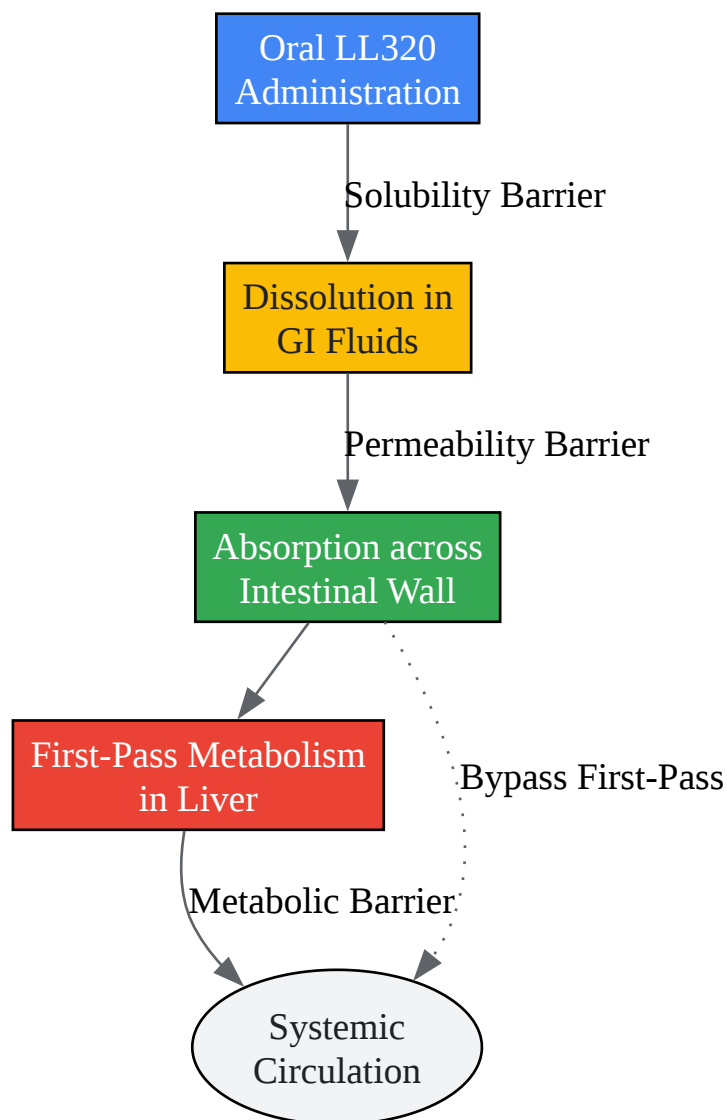 Oral LL320
Administration
Solubility Barrier
Dissolution in
GI Fluids
Permeability Barrier
Absorption across
Intestinal Wall
First-Pass Metabolism
in Liver
Bypass First-Pass
Metabolic Barrier
Systemic
Circulation